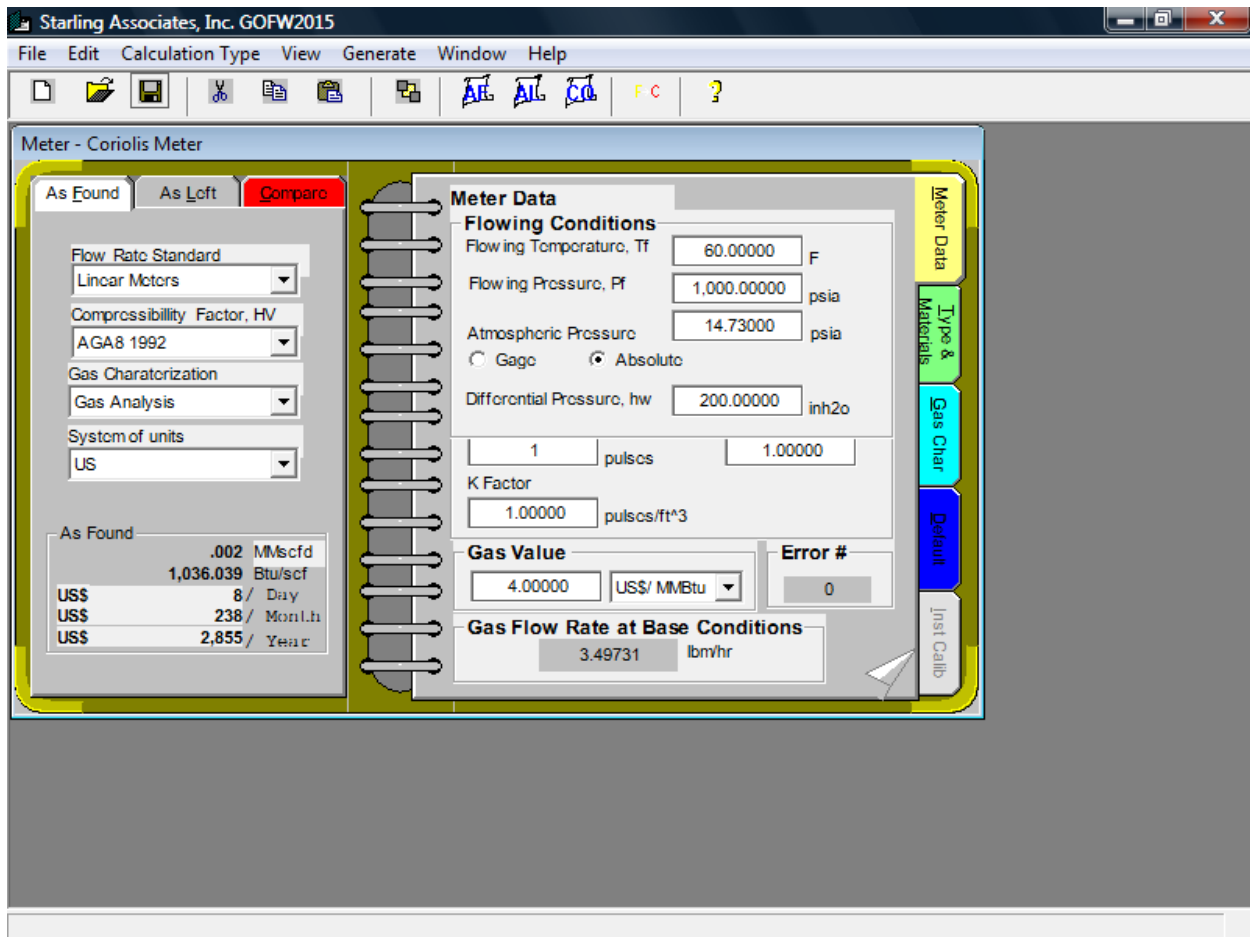 Starling Associates, Inc. GOFW2015
File Edit Calculation Type View Generate Window Help
F C ?
Meter - Coriolis Meter
As Found As Left Compare
Flow Rate Standard
Linear Meters
Compressibillity Factor, HV
AGA8 1992
Gas Charaterization
Gas Analysis
System of units
US
As Found
.002 MMscfd
1,036.039 Btu/scf
US$ 8 / Day
US$ 238 / Month
US$ 2,855 / Year
Meter Data
Flowing Conditions
Flowing Temperature, Tf 60.00000 F
Flowing Pressure, Pf 1,000.00000 psia
Atmospheric Pressure 14.73000 psia
Gage Absolute
Differential Pressure, hw 200.00000 inh2o
1 pulses 1.00000
K Factor
1.00000 pulses/ft^3
Gas Value Error #
4.00000 US$/ MMBtu 0
Gas Flow Rate at Base Conditions
3.49731 lbm/hr
Meter Data
Type &
Materials
Gas Char
Default
Inst Calib